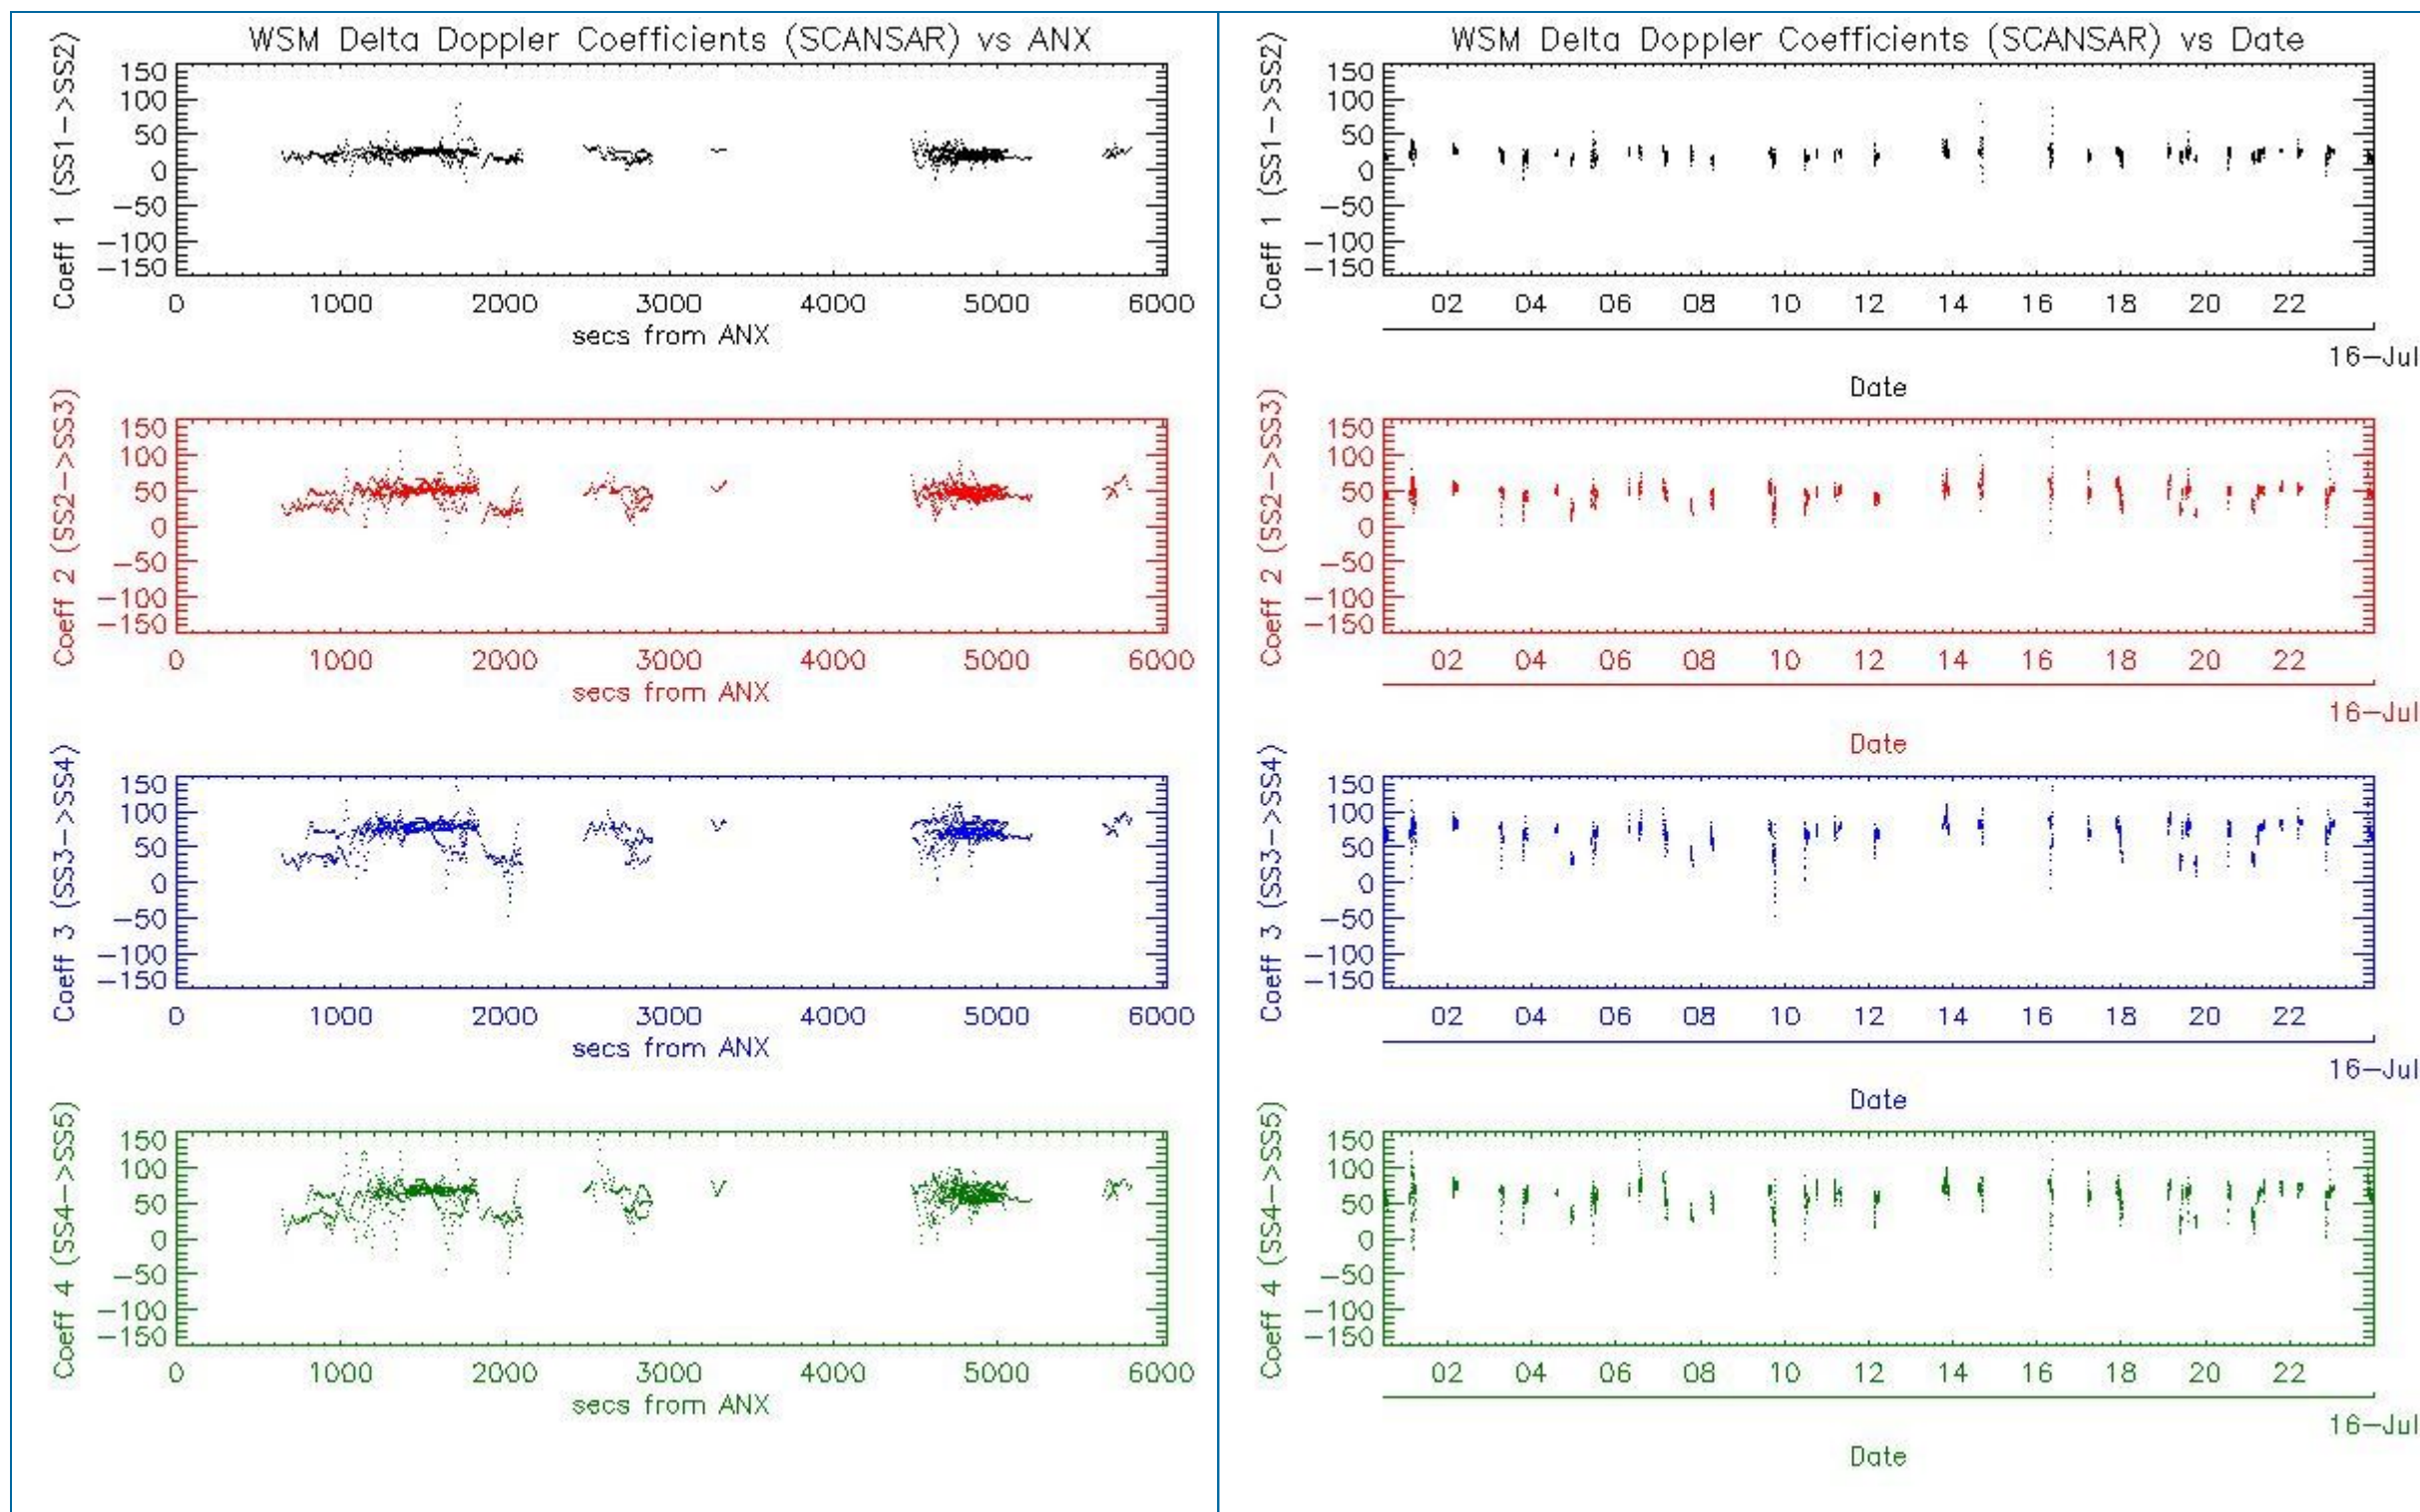 WSM Delta Doppler Coefficients (SCANSAR) vs ANX
Coeff 1 (SS1->SS2)
150
100
50
0
-50
-100
-150
0 1000 2000 3000 4000 5000 6000
secs from ANX
Coeff 2 (SS2->SS3)
150
100
50
0
-50
-100
-150
0 1000 2000 3000 4000 5000 6000
secs from ANX
Coeff 3 (SS3->SS4)
150
100
50
0
-50
-100
-150
0 1000 2000 3000 4000 5000 6000
secs from ANX
Coeff 4 (SS4->SS5)
150
100
50
0
-50
-100
-150
0 1000 2000 3000 4000 5000 6000
secs from ANX
WSM Delta Doppler Coefficients (SCANSAR) vs Date
Coeff 1 (SS1->SS2)
150
100
50
0
-50
-100
-150
02 04 06 08 10 12 14 16 18 20 22
16-Jul
Date
Coeff 2 (SS2->SS3)
150
100
50
0
-50
-100
-150
02 04 06 08 10 12 14 16 18 20 22
16-Jul
Date
Coeff 3 (SS3->SS4)
150
100
50
0
-50
-100
-150
02 04 06 08 10 12 14 16 18 20 22
16-Jul
Date
Coeff 4 (SS4->SS5)
150
100
50
0
-50
-100
-150
02 04 06 08 10 12 14 16 18 20 22
16-Jul
Date